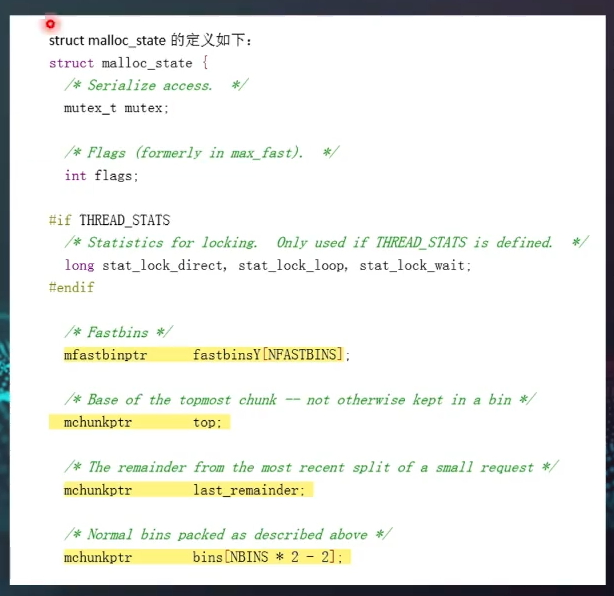 struct malloc_state 的定义如下：
struct malloc_state {
/* Serialize access.  */
mutex_t mutex;
/* Flags (formerly in max_fast).  */
int flags;
#if THREAD_STATS
/* Statistics for locking.  Only used if THREAD_STATS is defined.  */
long stat_lock_direct, stat_lock_loop, stat_lock_wait;
#endif
/* Fastbins */
mfastbinptr      fastbinsY[NFASTBINS];
/* Base of the topmost chunk -- not otherwise kept in a bin */
mchunkptr        top;
/* The remainder from the most recent split of a small request */
mchunkptr        last_remainder;
/* Normal bins packed as described above */
mchunkptr        bins[NBINS * 2 - 2];